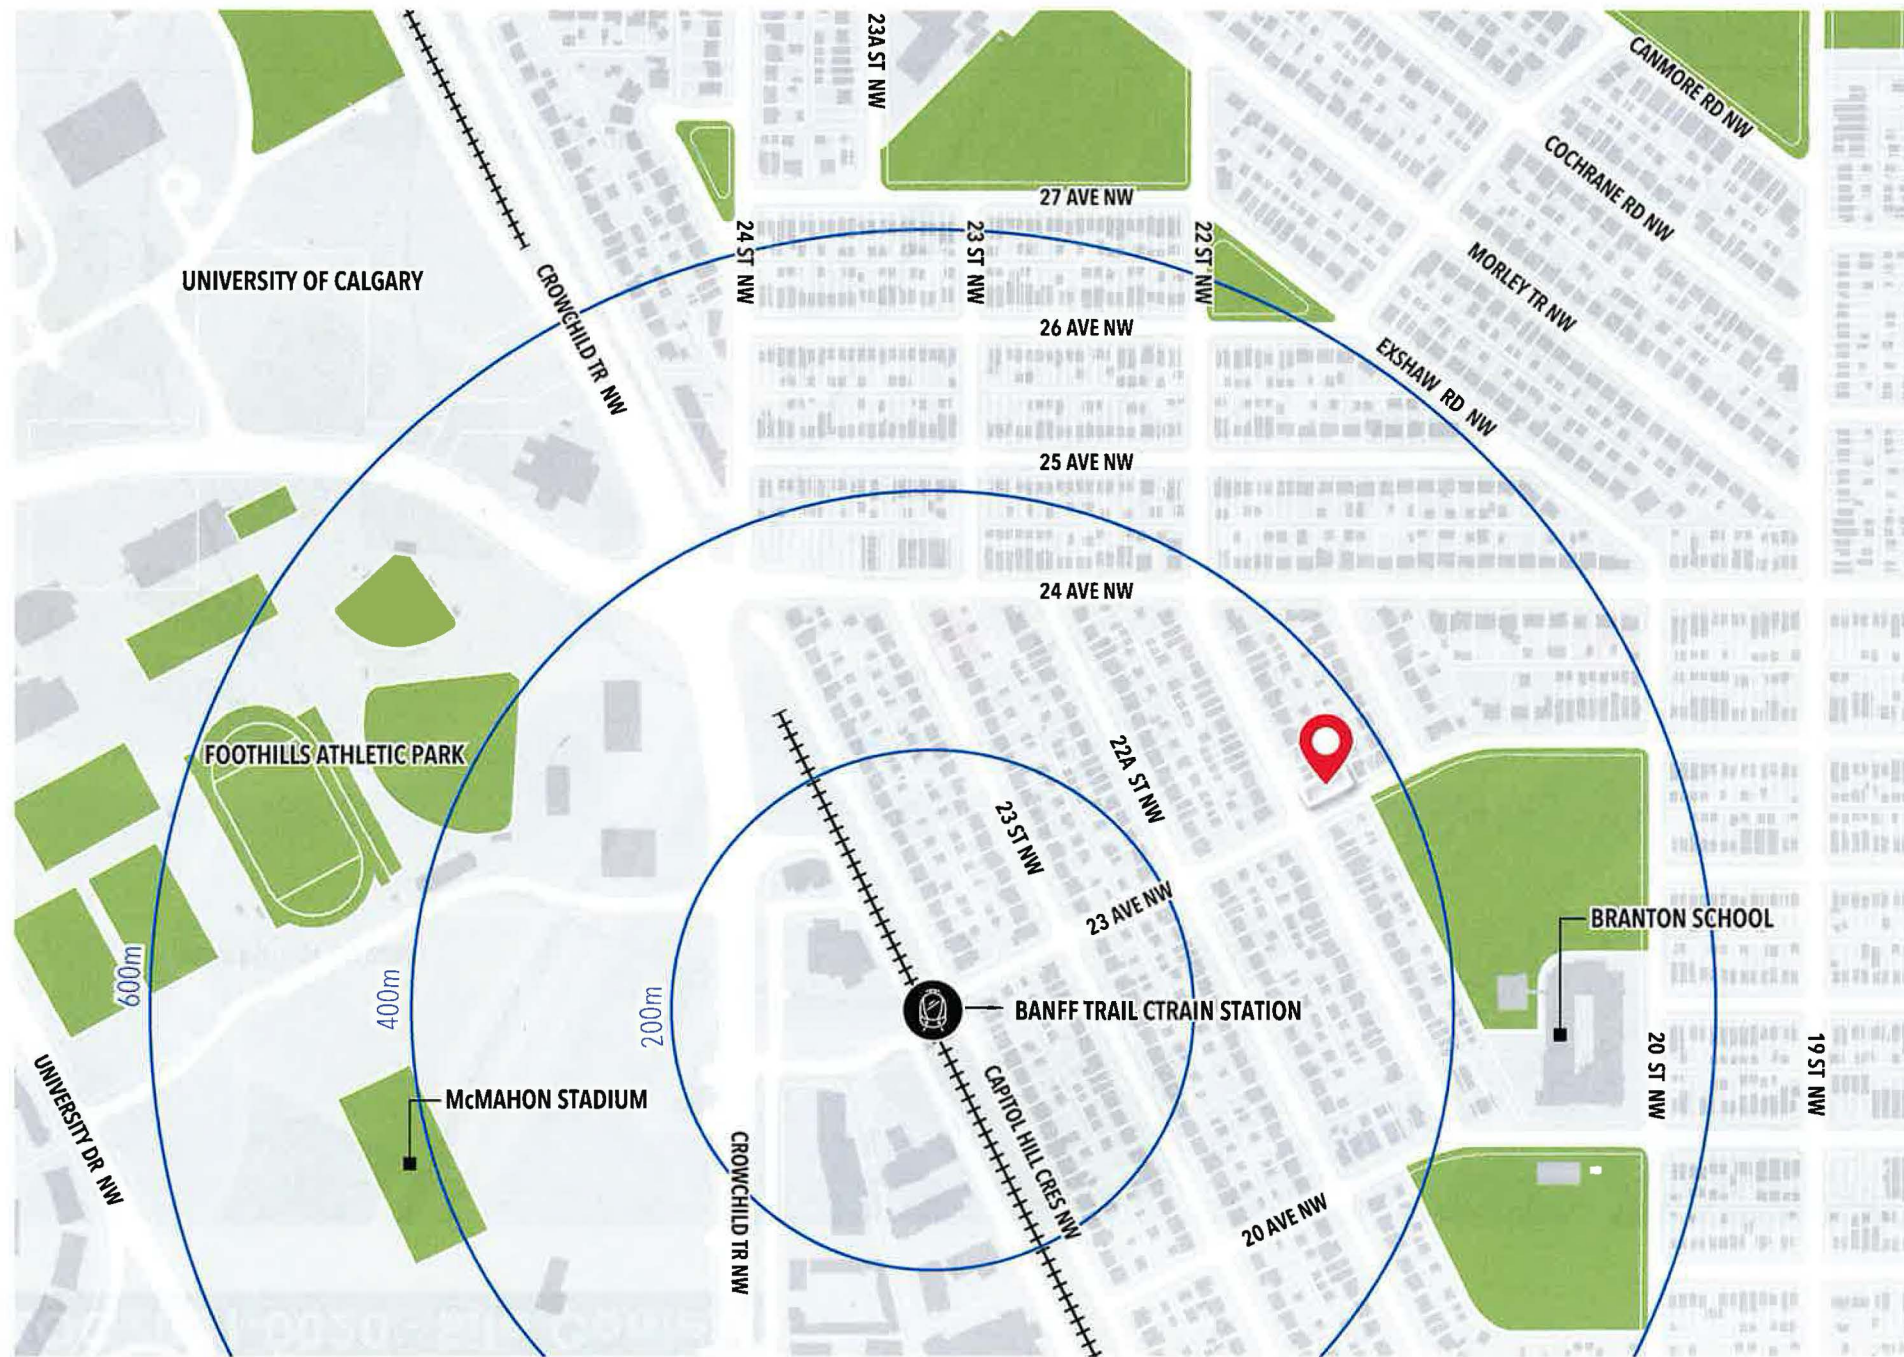 23A ST NW
CANMORE RD NW
COCHRANE RD NW
27 AVE NW
24 ST NW
23 ST NW
22 ST NW
MORLEY TR NW
UNIVERSITY OF CALGARY
CROWCHILD TR NW
26 AVE NW
EXSHAW RD NW
25 AVE NW
24 AVE NW
FOOTHILLS ATHLETIC PARK
22A ST NW
23 ST NW
23 AVE NW
BRANTON SCHOOL
600m
400m
200m
BANFF TRAIL CTRAIN STATION
20 ST NW
19 ST NW
UNIVERSITY DR NW
McMAHON STADIUM
CAPITOL HILL CRES NW
CROWCHILD TR NW
20 AVE NW